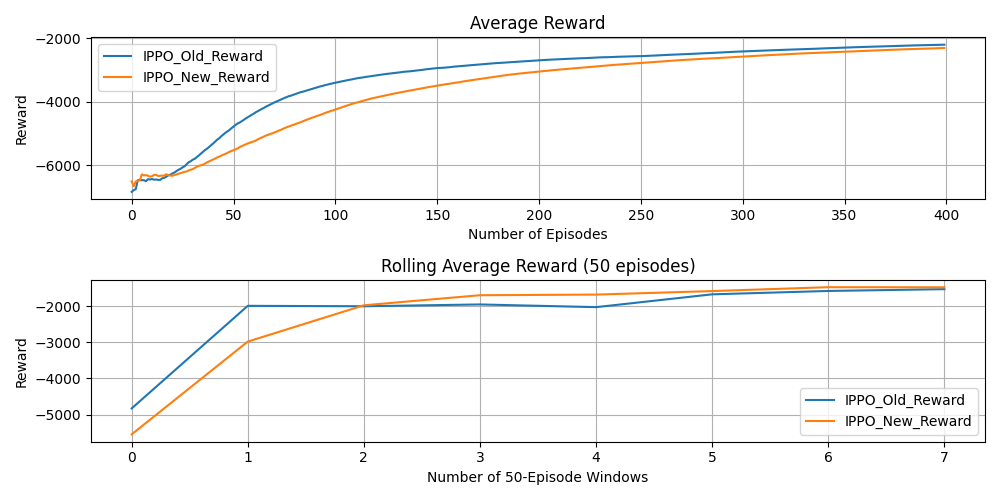 Average Reward
−2000
−4000
−6000
Reward
IPPO_Old_Reward
IPPO_New_Reward
0 50 100 150 200 250 300 350 400
Number of Episodes
Rolling Average Reward (50 episodes)
−2000
−3000
−4000
−5000
Reward
IPPO_Old_Reward
IPPO_New_Reward
0 1 2 3 4 5 6 7
Number of 50-Episode Windows